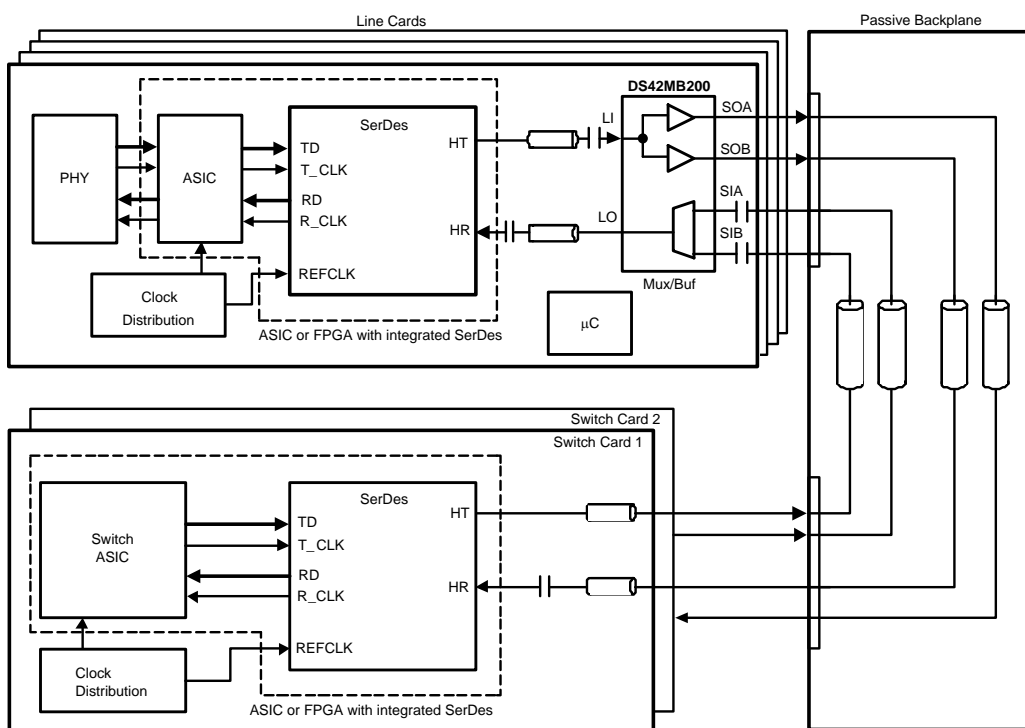 Line Cards
Passive Backplane
DS42MB200
SerDes
HT
LI
SOA
TD
SOB
PHY
ASIC
T_CLK
RD
SIA
R_CLK
HR
LO
SIB
REFCLK
Mux/Buf
Clock
Distribution
ASIC or FPGA with integrated SerDes
μC
Switch Card 2
Switch Card 1
SerDes
HT
TD
Switch
ASIC
T_CLK
RD
R_CLK
HR
REFCLK
Clock
Distribution
ASIC or FPGA with integrated SerDes